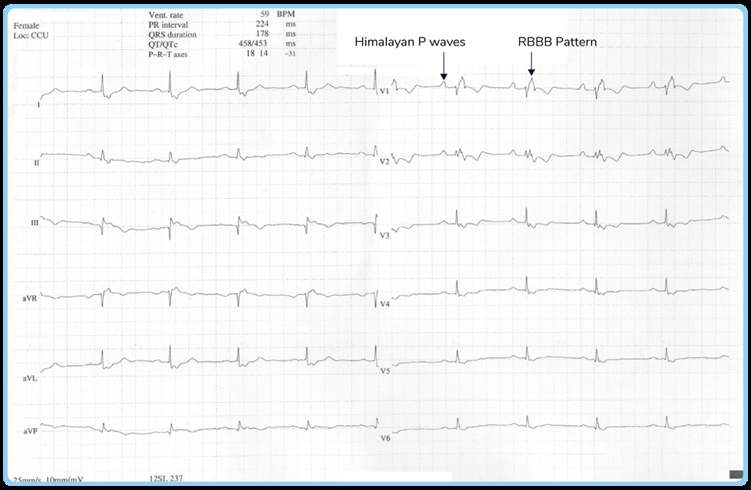 Female
Loc: CCU
Vent. rate 59 BPM
PR interval 224 ms
QRS duration 178 ms
QT/QTc 458/453 ms
P-R-T axes 18 14 -31
Himalayan P waves
RBBB Pattern
I
V1
II
V2
III
V3
aVR
V4
aVL
V5
aVF
V6
25mm/s 10mm/mV 12SL 237